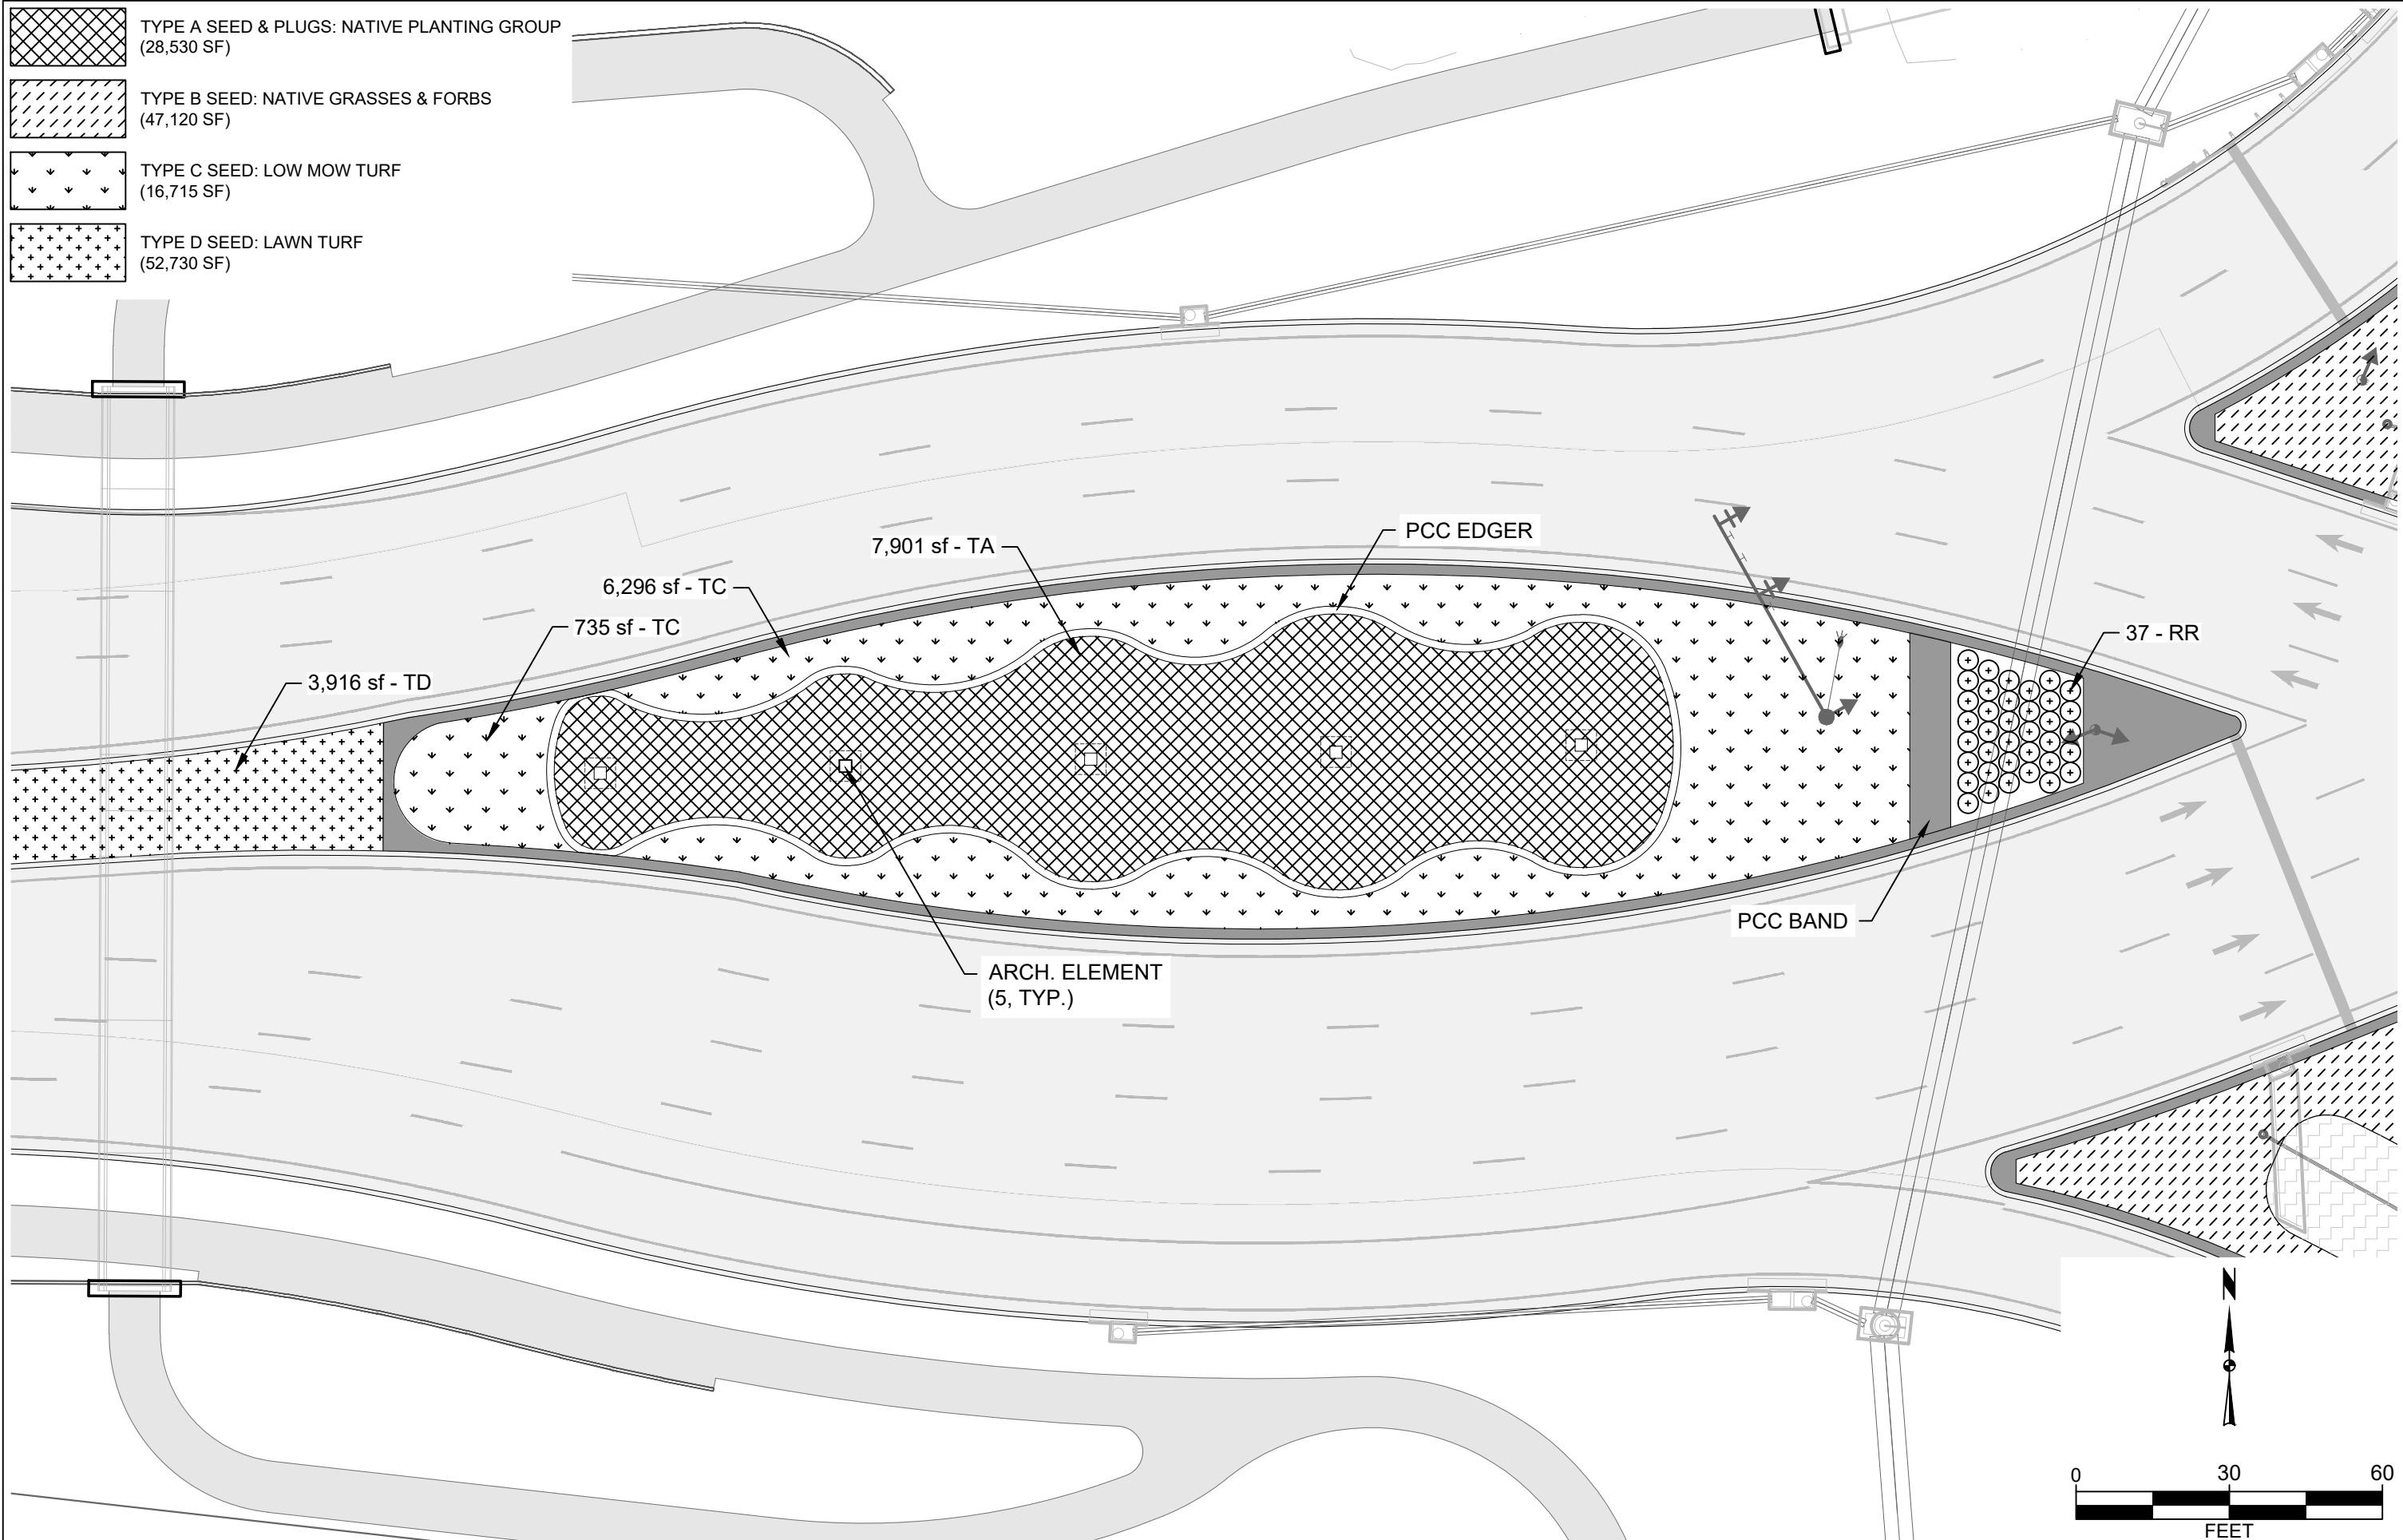 TYPE A SEED & PLUGS: NATIVE PLANTING GROUP
(28,530 SF)
TYPE B SEED: NATIVE GRASSES & FORBS
(47,120 SF)
TYPE C SEED: LOW MOW TURF
(16,715 SF)
TYPE D SEED: LAWN TURF
(52,730 SF)
PCC EDGER
7,901 sf - TA
6,296 sf - TC
735 sf - TC
37 - RR
3,916 sf - TD
PCC BAND
ARCH. ELEMENT
(5, TYP.)
N
0 30 60
FEET